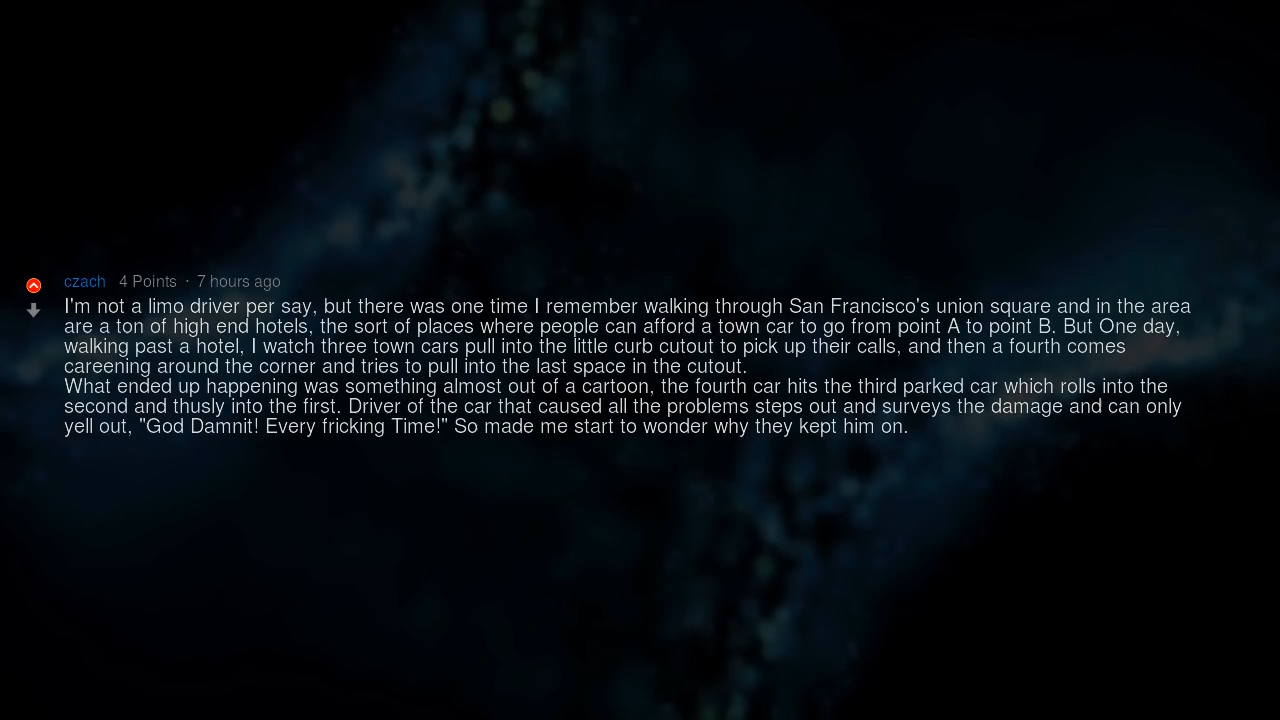 czach 4 Points · 7 hours ago
I'm not a limo driver per say, but there was one time I remember walking through San Francisco's union square and in the area
are a ton of high end hotels, the sort of places where people can afford a town car to go from point A to point B. But One day,
walking past a hotel, I watch three town cars pull into the little curb cutout to pick up their calls, and then a fourth comes
careening around the corner and tries to pull into the last space in the cutout.
What ended up happening was something almost out of a cartoon, the fourth car hits the third parked car which rolls into the
second and thusly into the first. Driver of the car that caused all the problems steps out and surveys the damage and can only
yell out, "God Damnit! Every fricking Time!" So made me start to wonder why they kept him on.